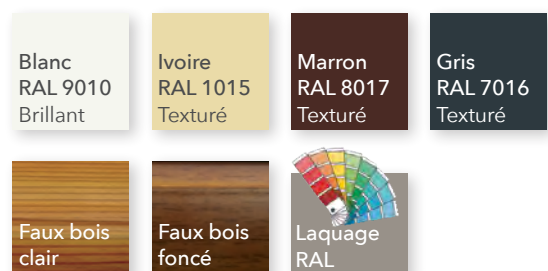 Blanc
RAL 9010
Brillant
Ivoire
RAL 1015
Texturé
Marron
RAL 8017
Texturé
Gris
RAL 7016
Texturé
Faux bois
clair
Faux bois
foncé
Laquage
RAL